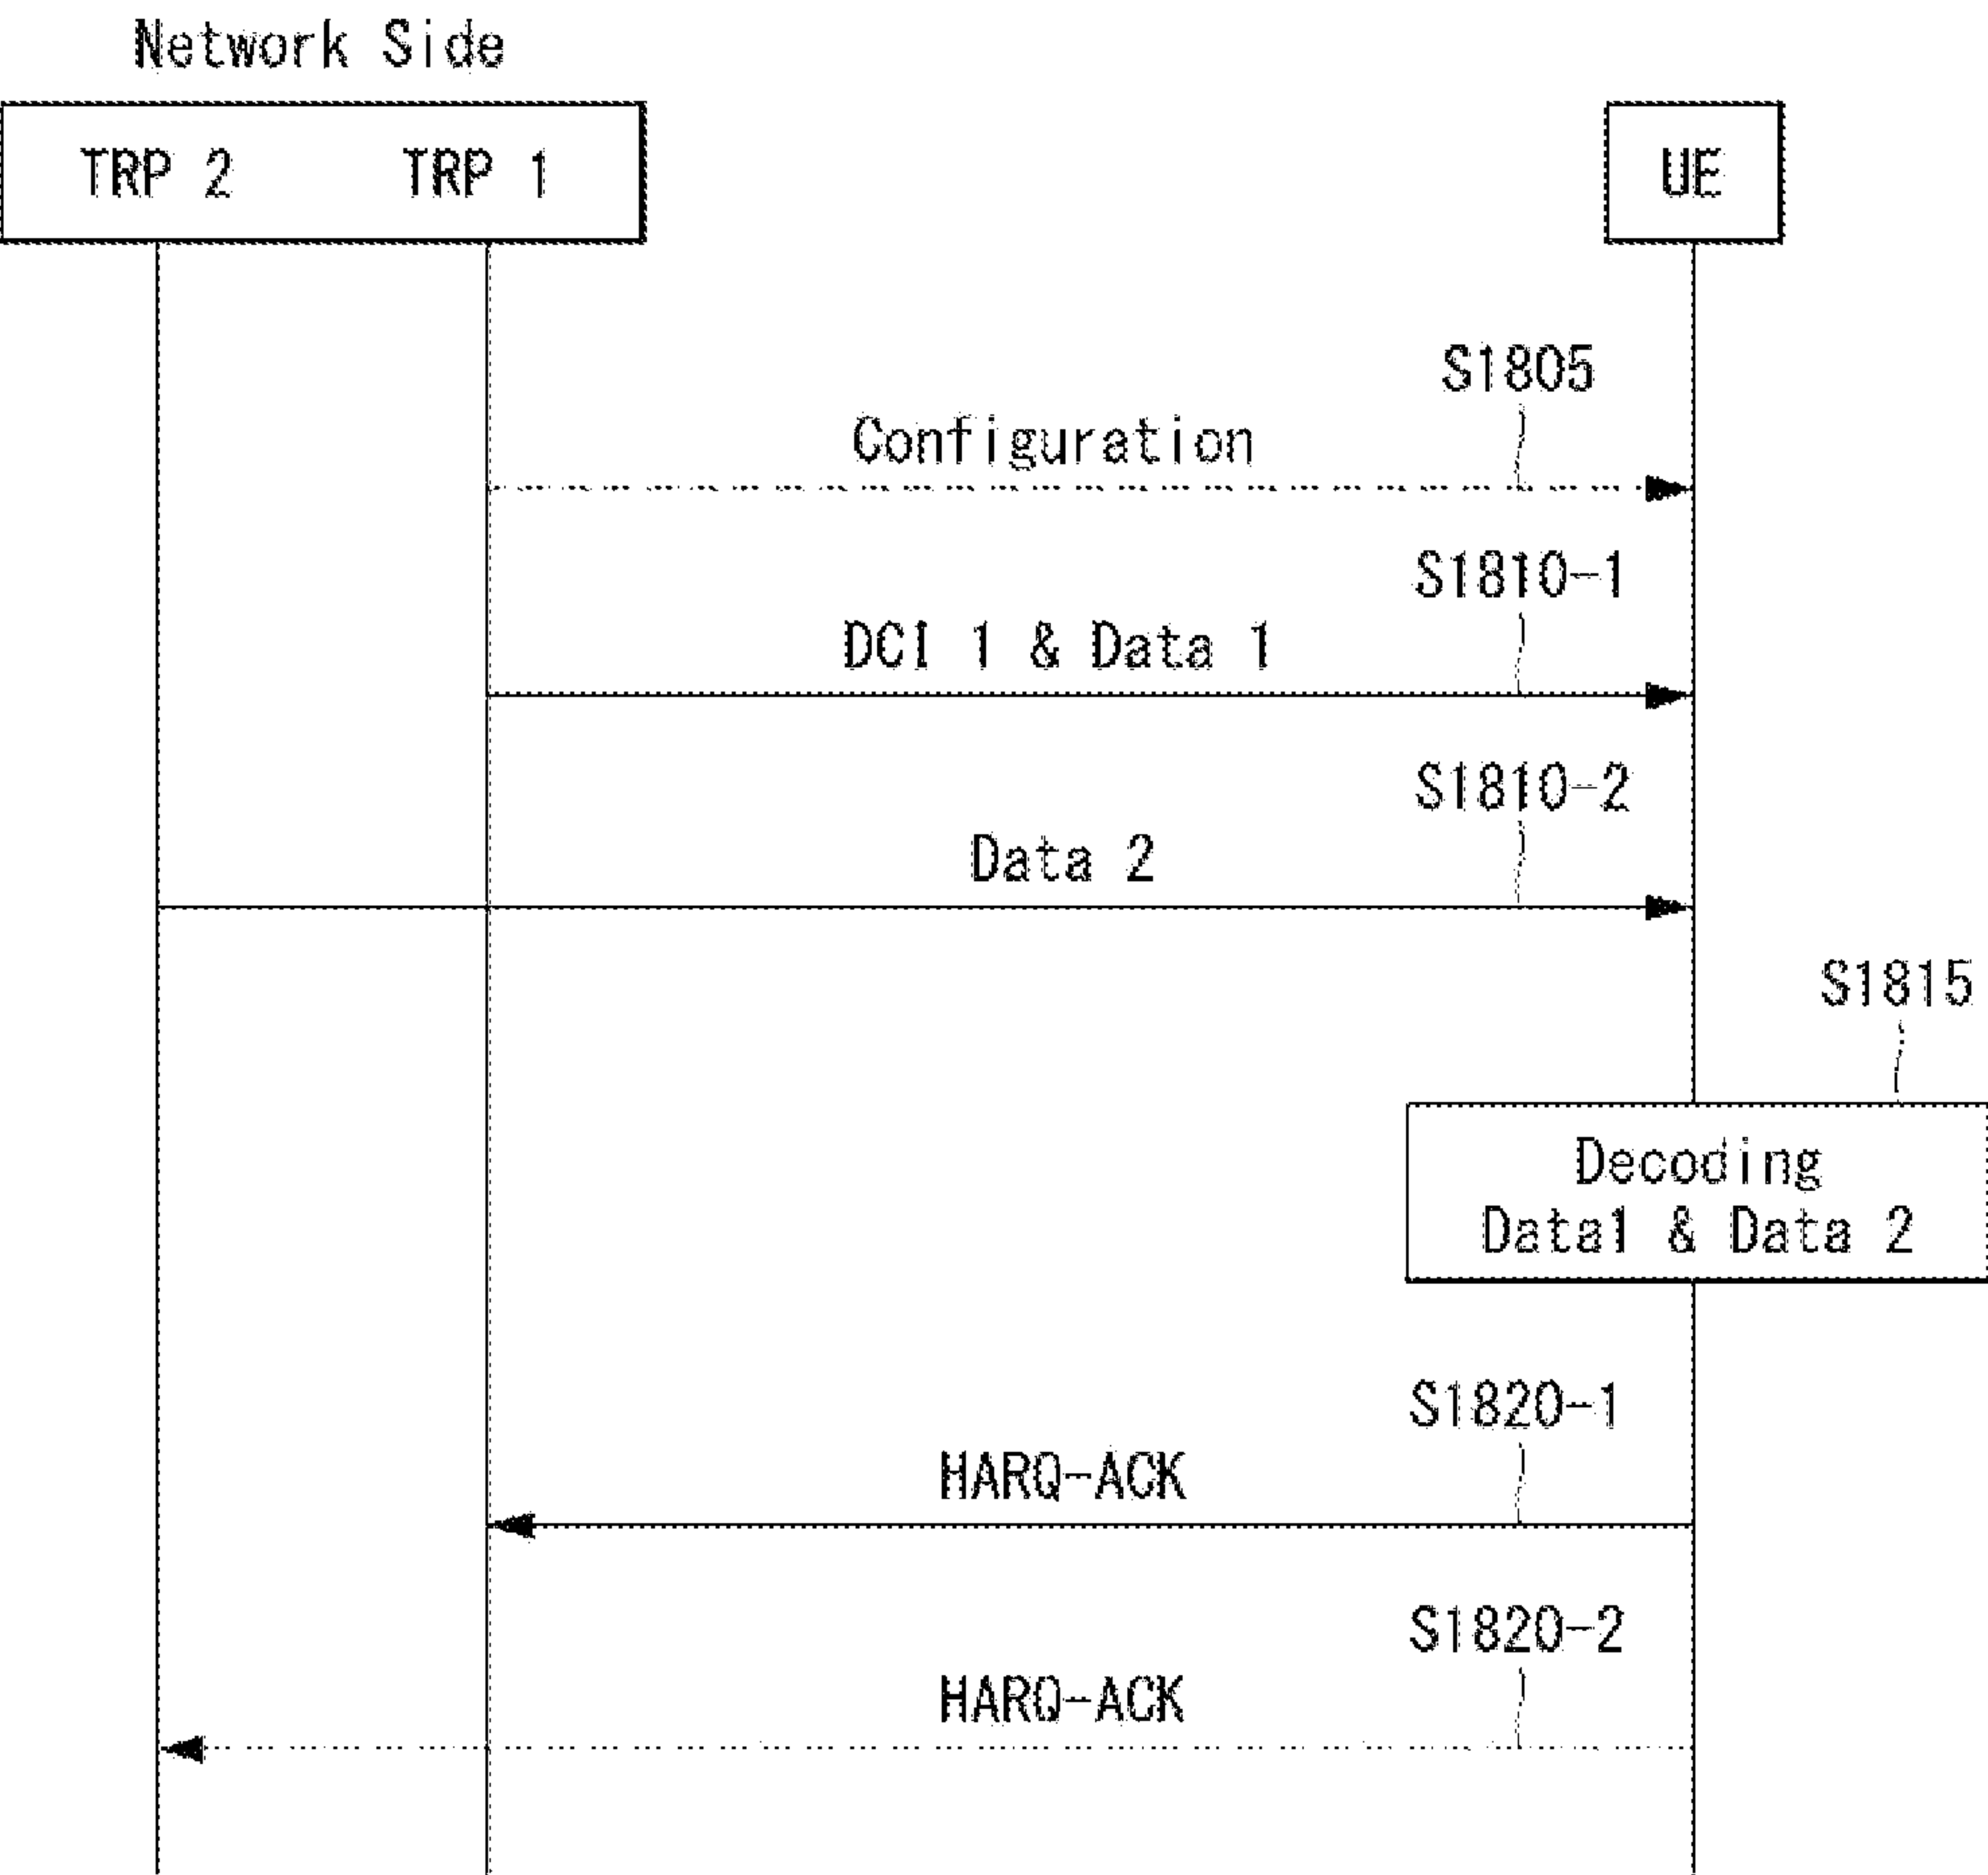 Network Side
TRP 2
TRP 1
UE
S1805
Configuration
S1810-1
DCI 1 & Data 1
S1810-2
Data 2
S1815
Decoding
Data1 & Data 2
S1820-1
HARQ-ACK
S1820-2
HARQ-ACK